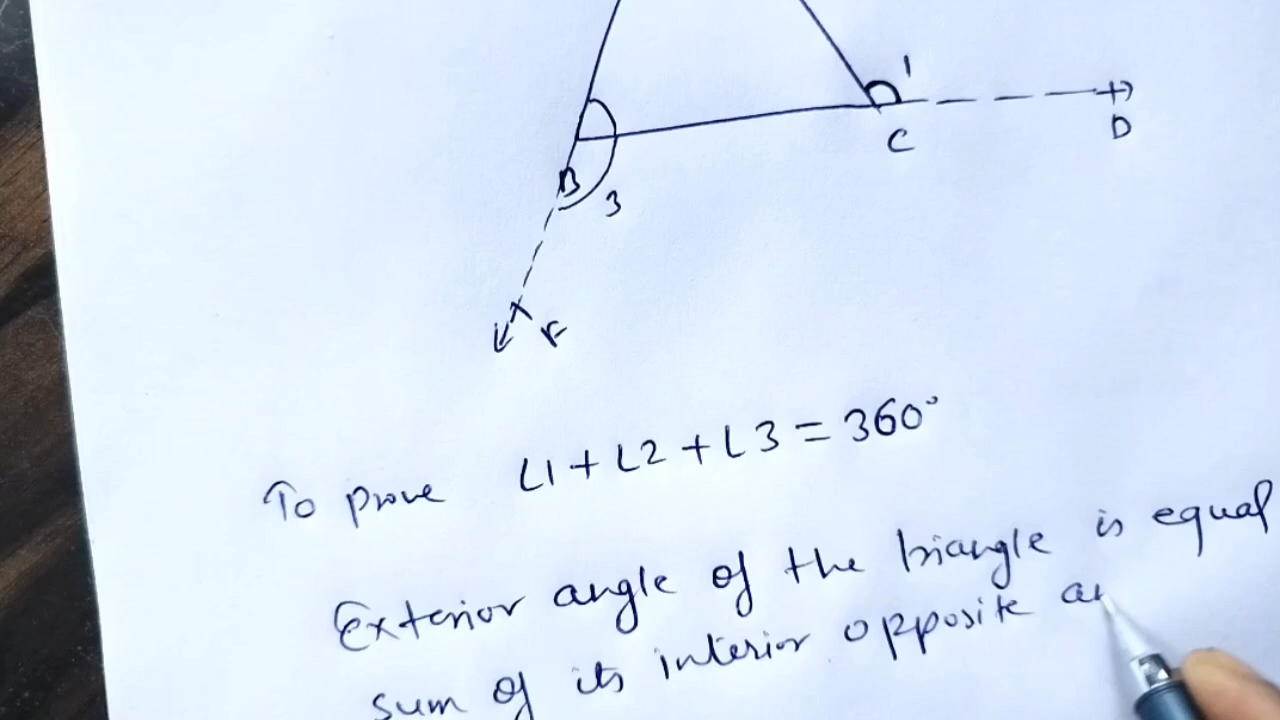 1
C
D
B
3
F
To prove ∠1 + ∠2 + ∠3 = 360°
Exterior angle of the triangle is equal
sum of its interior opposite an